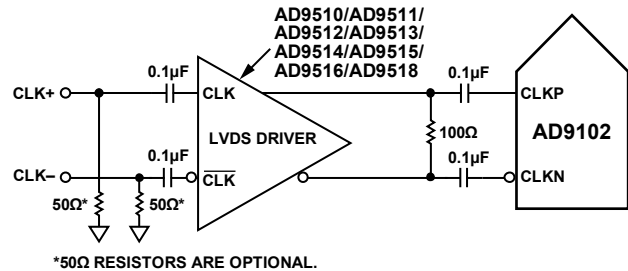 AD9510/AD9511/
AD9512/AD9513/
AD9514/AD9515/
AD9516/AD9518
0.1µF
0.1µF
CLK+
CLK
CLKP
LVDS DRIVER
100Ω
AD9102
0.1µF
0.1µF
CLK–
CLK
CLKN
50Ω*
50Ω*
*50Ω RESISTORS ARE OPTIONAL.